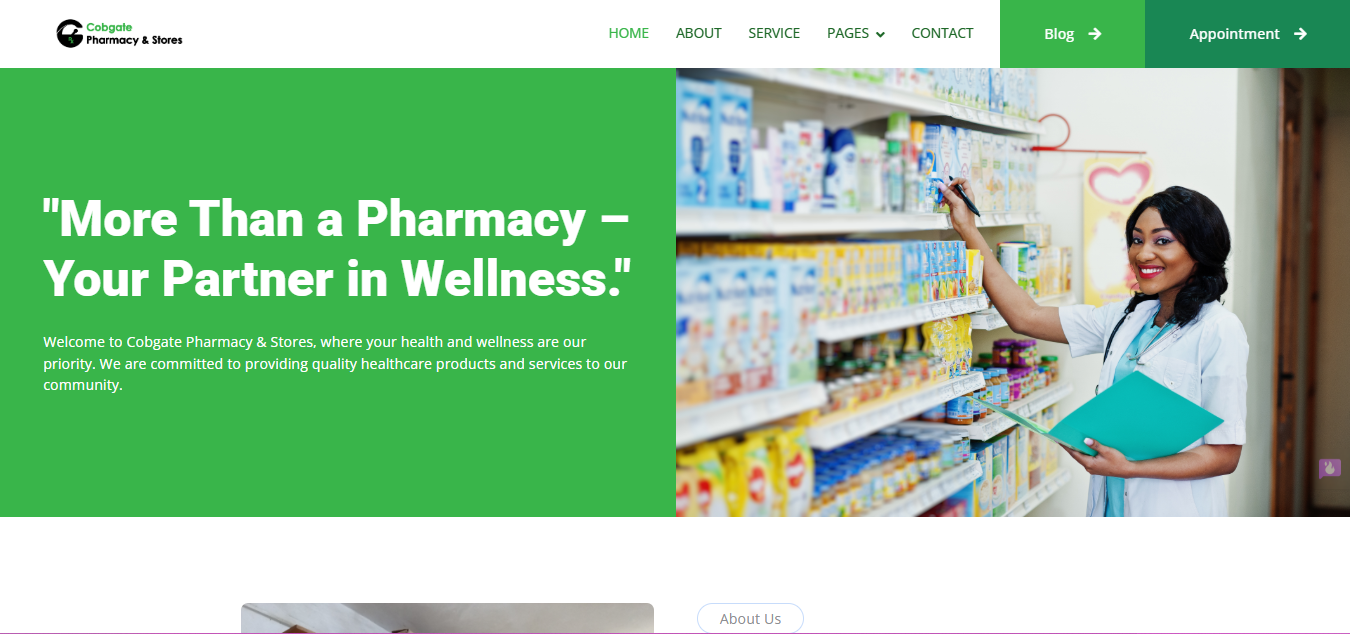 Cobgate
Pharmacy & Stores
HOME
ABOUT
SERVICE
PAGES
CONTACT
Blog
Appointment
"More Than a Pharmacy –
Your Partner in Wellness."
Welcome to Cobgate Pharmacy & Stores, where your health and wellness are our
priority. We are committed to providing quality healthcare products and services to our
community.
About Us